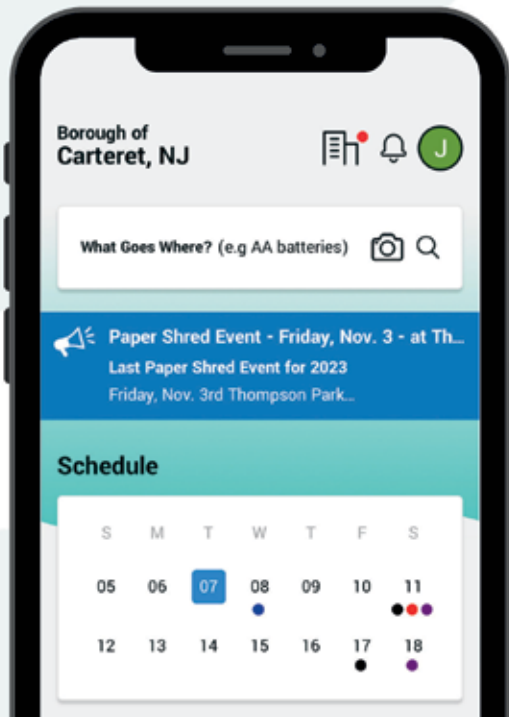 Borough of
Carteret, NJ
J
What Goes Where? (e.g AA batteries)
Paper Shred Event - Friday, Nov. 3 - at Th...
Last Paper Shred Event for 2023
Friday, Nov. 3rd Thompson Park...
Schedule
S M T W T F S
05 06 07 08 09 10 11
12 13 14 15 16 17 18